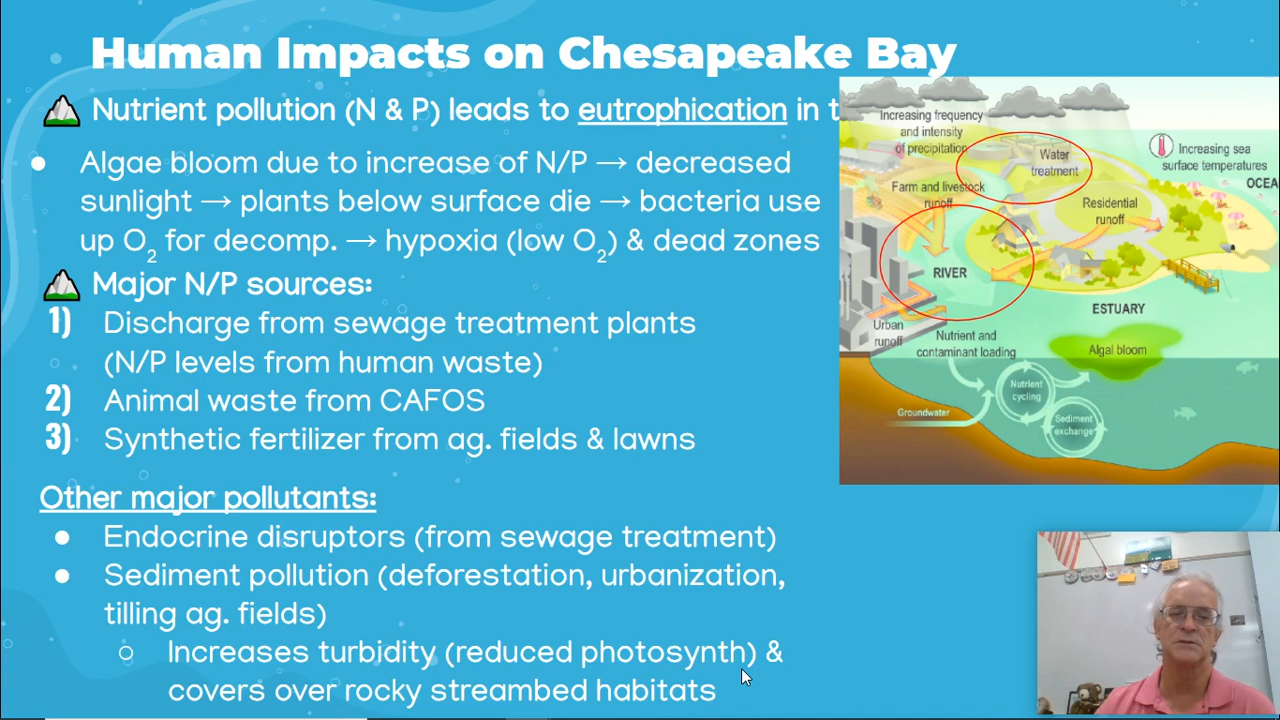 Human Impacts on Chesapeake Bay
Nutrient pollution (N & P) leads to eutrophication in t
Algae bloom due to increase of N/P → decreased
sunlight → plants below surface die → bacteria use
up O2 for decomp. → hypoxia (low O2) & dead zones
Major N/P sources:
1) Discharge from sewage treatment plants
(N/P levels from human waste)
2) Animal waste from CAFOS
3) Synthetic fertilizer from ag. fields & lawns
Other major pollutants:
Endocrine disruptors (from sewage treatment)
Sediment pollution (deforestation, urbanization,
tilling ag. fields)
Increases turbidity (reduced photosynth) &
covers over rocky streambed habitats
Increasing frequency
and intensity
of precipitation
Water
treatment
Increasing sea
surface temperatures
OCEA
Farm and livestock
runoff
Residential
runoff
RIVER
ESTUARY
Urban
runoff
Nutrient and
contaminant loading
Algal bloom
Nutrient
cycling
Groundwater
Sediment
exchange